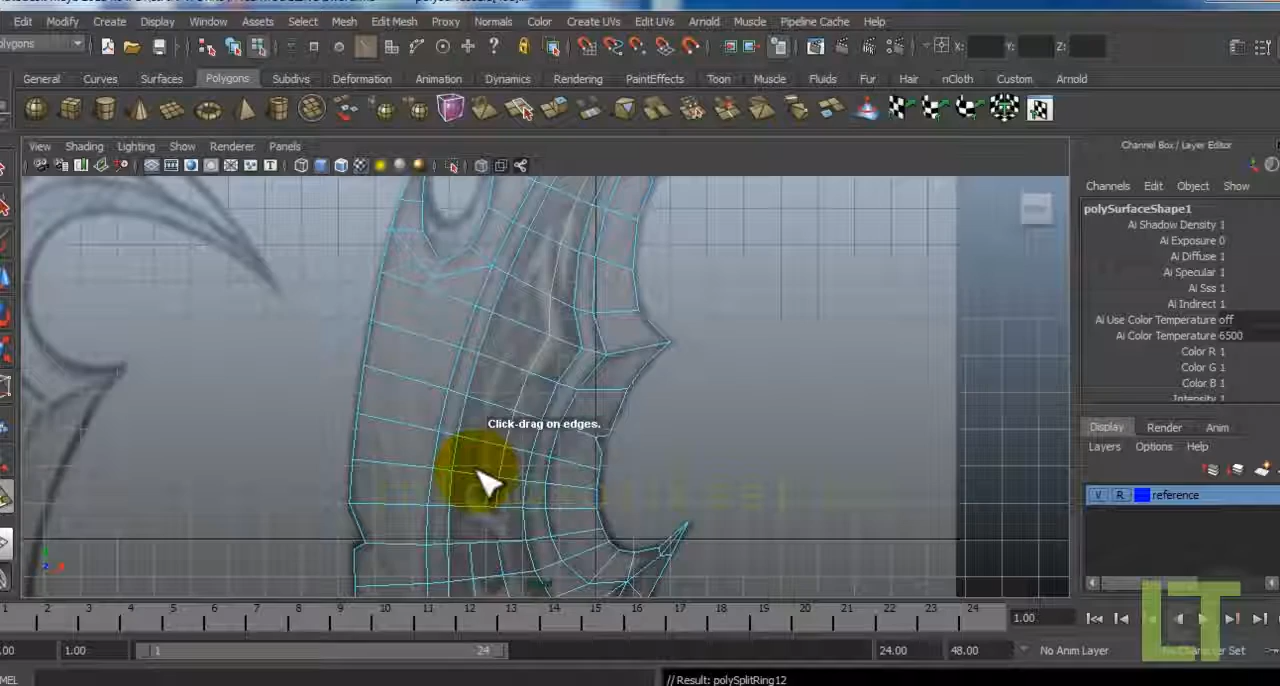 Edit Modify Create Display Window Assets Select Mesh Edit Mesh Proxy Normals Color Create UVs Edit UVs Arnold Muscle Pipeline Cache Help
olygons X: Y: Z:
General Curves Surfaces Polygons Subdivs Deformation Animation Dynamics Rendering PaintEffects Toon Muscle Fluids Fur Hair nCloth Custom Arnold
View Shading Lighting Show Renderer Panels
Channel Box / Layer Editor
Channels Edit Object Show
polySurfaceShape1
Ai Shadow Density 1
Ai Exposure 0
Ai Diffuse 1
Ai Specular 1
Ai Sss 1
Ai Indirect 1
Ai Use Color Temperature off
Ai Color Temperature 6500
Color R 1
Color G 1
Color B 1
Intensity 1
Click-drag on edges.
Display Render Anim
Layers Options Help
V R reference
1 2 3 4 5 6 7 8 9 10 11 12 13 14 15 16 17 18 19 20 21 22 23 24 1.00
.00 1.00 1 24 24.00 48.00 No Anim Layer No Character Set
MEL // Result: polySplitRing12
LT